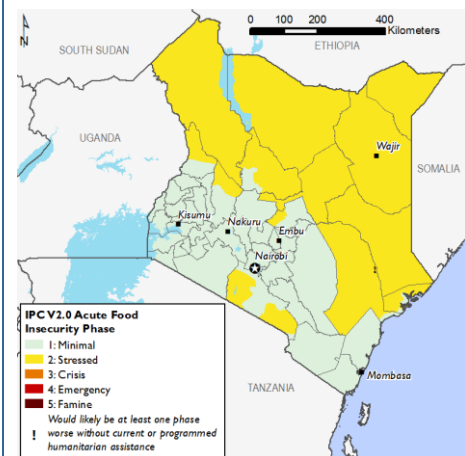 0 100 200 400
Kilometers
SOUTH SUDAN
ETHIOPIA
UGANDA
Wajir
SOMALIA
Kisumu
Nakuru
Embu
Nairobi
IPC V2.0 Acute Food
Insecurity Phase
1: Minimal
2: Stressed
3: Crisis
4: Emergency
5: Famine
Would likely be at least one phase
! worse without current or programmed
humanitarian assistance
TANZANIA
Mombasa